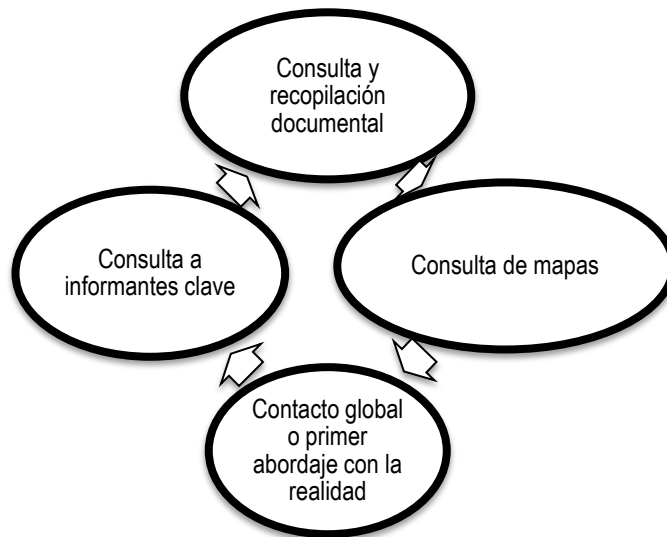 Consulta y
recopilación
documental
Consulta a
informantes clave
Consulta de mapas
Contacto global
o primer
abordaje con la
realidad